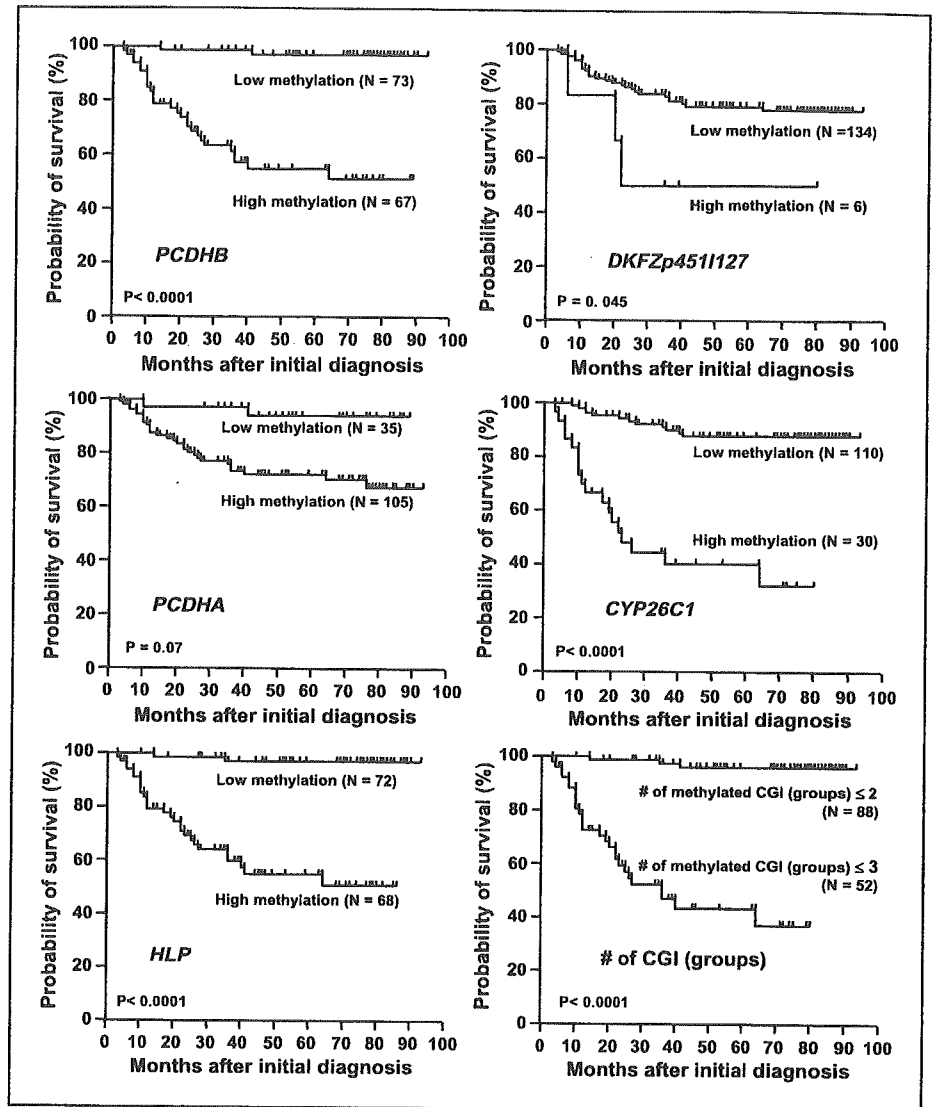 Probability of survival (%)
100
80
60
40
20
0
Low methylation (N = 73)
High methylation (N = 67)
PCDHB
P< 0.0001
0 10 20 30 40 50 60 70 80 90 100
Months after initial diagnosis
Probability of survival (%)
100
80
60
40
80
0
Low methylation (N =134)
High methylation (N = 6)
DKFZp451I127
P = 0. 045
0 10 20 30 40 50 60 70 80 90 100
Months after initial diagnosis
Probability of survival (%)
100
80
60
40
20
0
Low methylation (N = 35)
High methylation (N = 105)
PCDHA
P = 0.07
0 10 20 30 40 50 60 70 80 90 100
Months after initial diagnosis
Probability of survival (%)
100
80
60
40
20
0
Low methylation (N = 110)
High methylation (N = 30)
CYP26C1
P< 0.0001
0 10 20 30 40 50 60 70 80 90 100
Months after initial diagnosis
Probability of survival (%)
100
80
60
40
20
0
Low methylation (N = 72)
High methylation (N = 68)
HLP
P< 0.0001
0 10 20 30 40 50 60 70 80 90 100
Months after initial diagnosis
Probability of survival (%)
100
80
60
40
20
0
# of methylated CGI (groups) ≤ 2
(N = 88)
# of methylated CGI (groups) ≤ 3
(N = 52)
# of CGI (groups)
P< 0.0001
0 10 20 30 40 50 60 70 80 90 100
Months after initial diagnosis